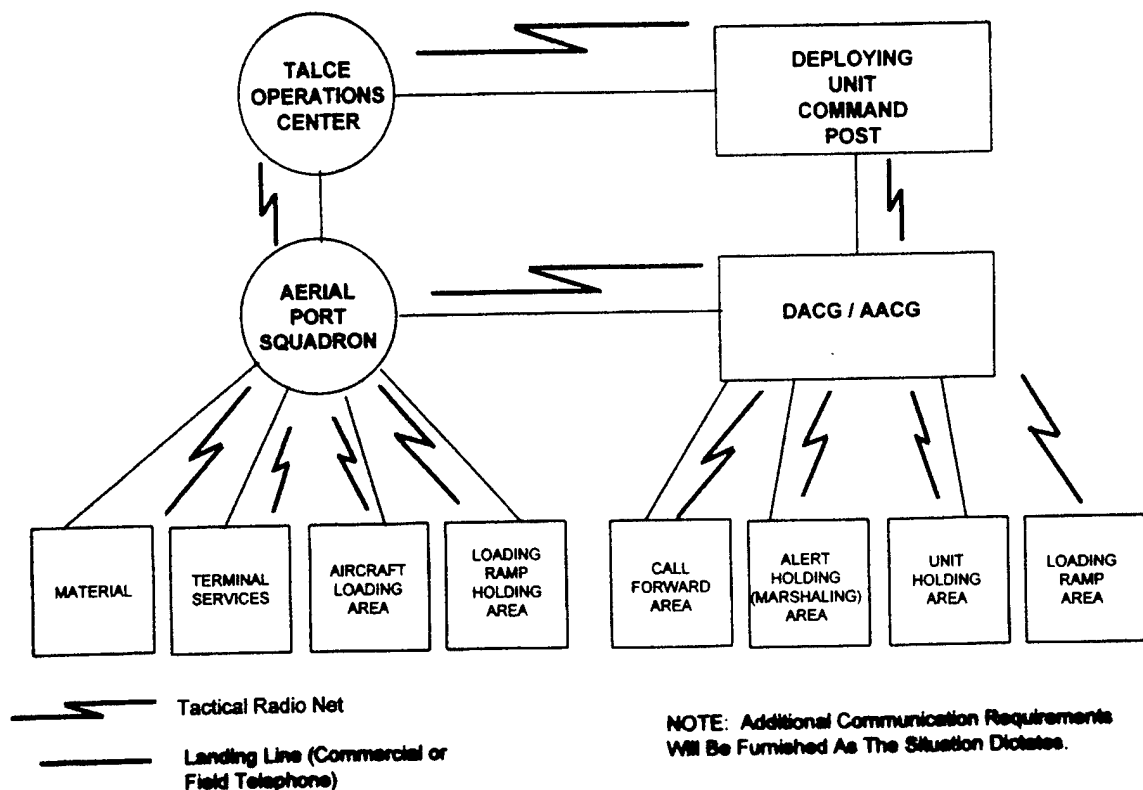 TALCE
OPERATIONS
CENTER
DEPLOYING
UNIT
COMMAND
POST
AERIAL
PORT
SQUADRON
DACG / AACG
MATERIAL
TERMINAL
SERVICES
AIRCRAFT
LOADING
AREA
LOADING
RAMP
HOLDING
AREA
CALL
FORWARD
AREA
ALERT
HOLDING
(MARSHALING)
AREA
UNIT
HOLDING
AREA
LOADING
RAMP
AREA
Tactical Radio Net
Landing Line (Commercial or
Field Telephone)
NOTE: Additional Communication Requirements
Will Be Furnished As The Situation Dictates.